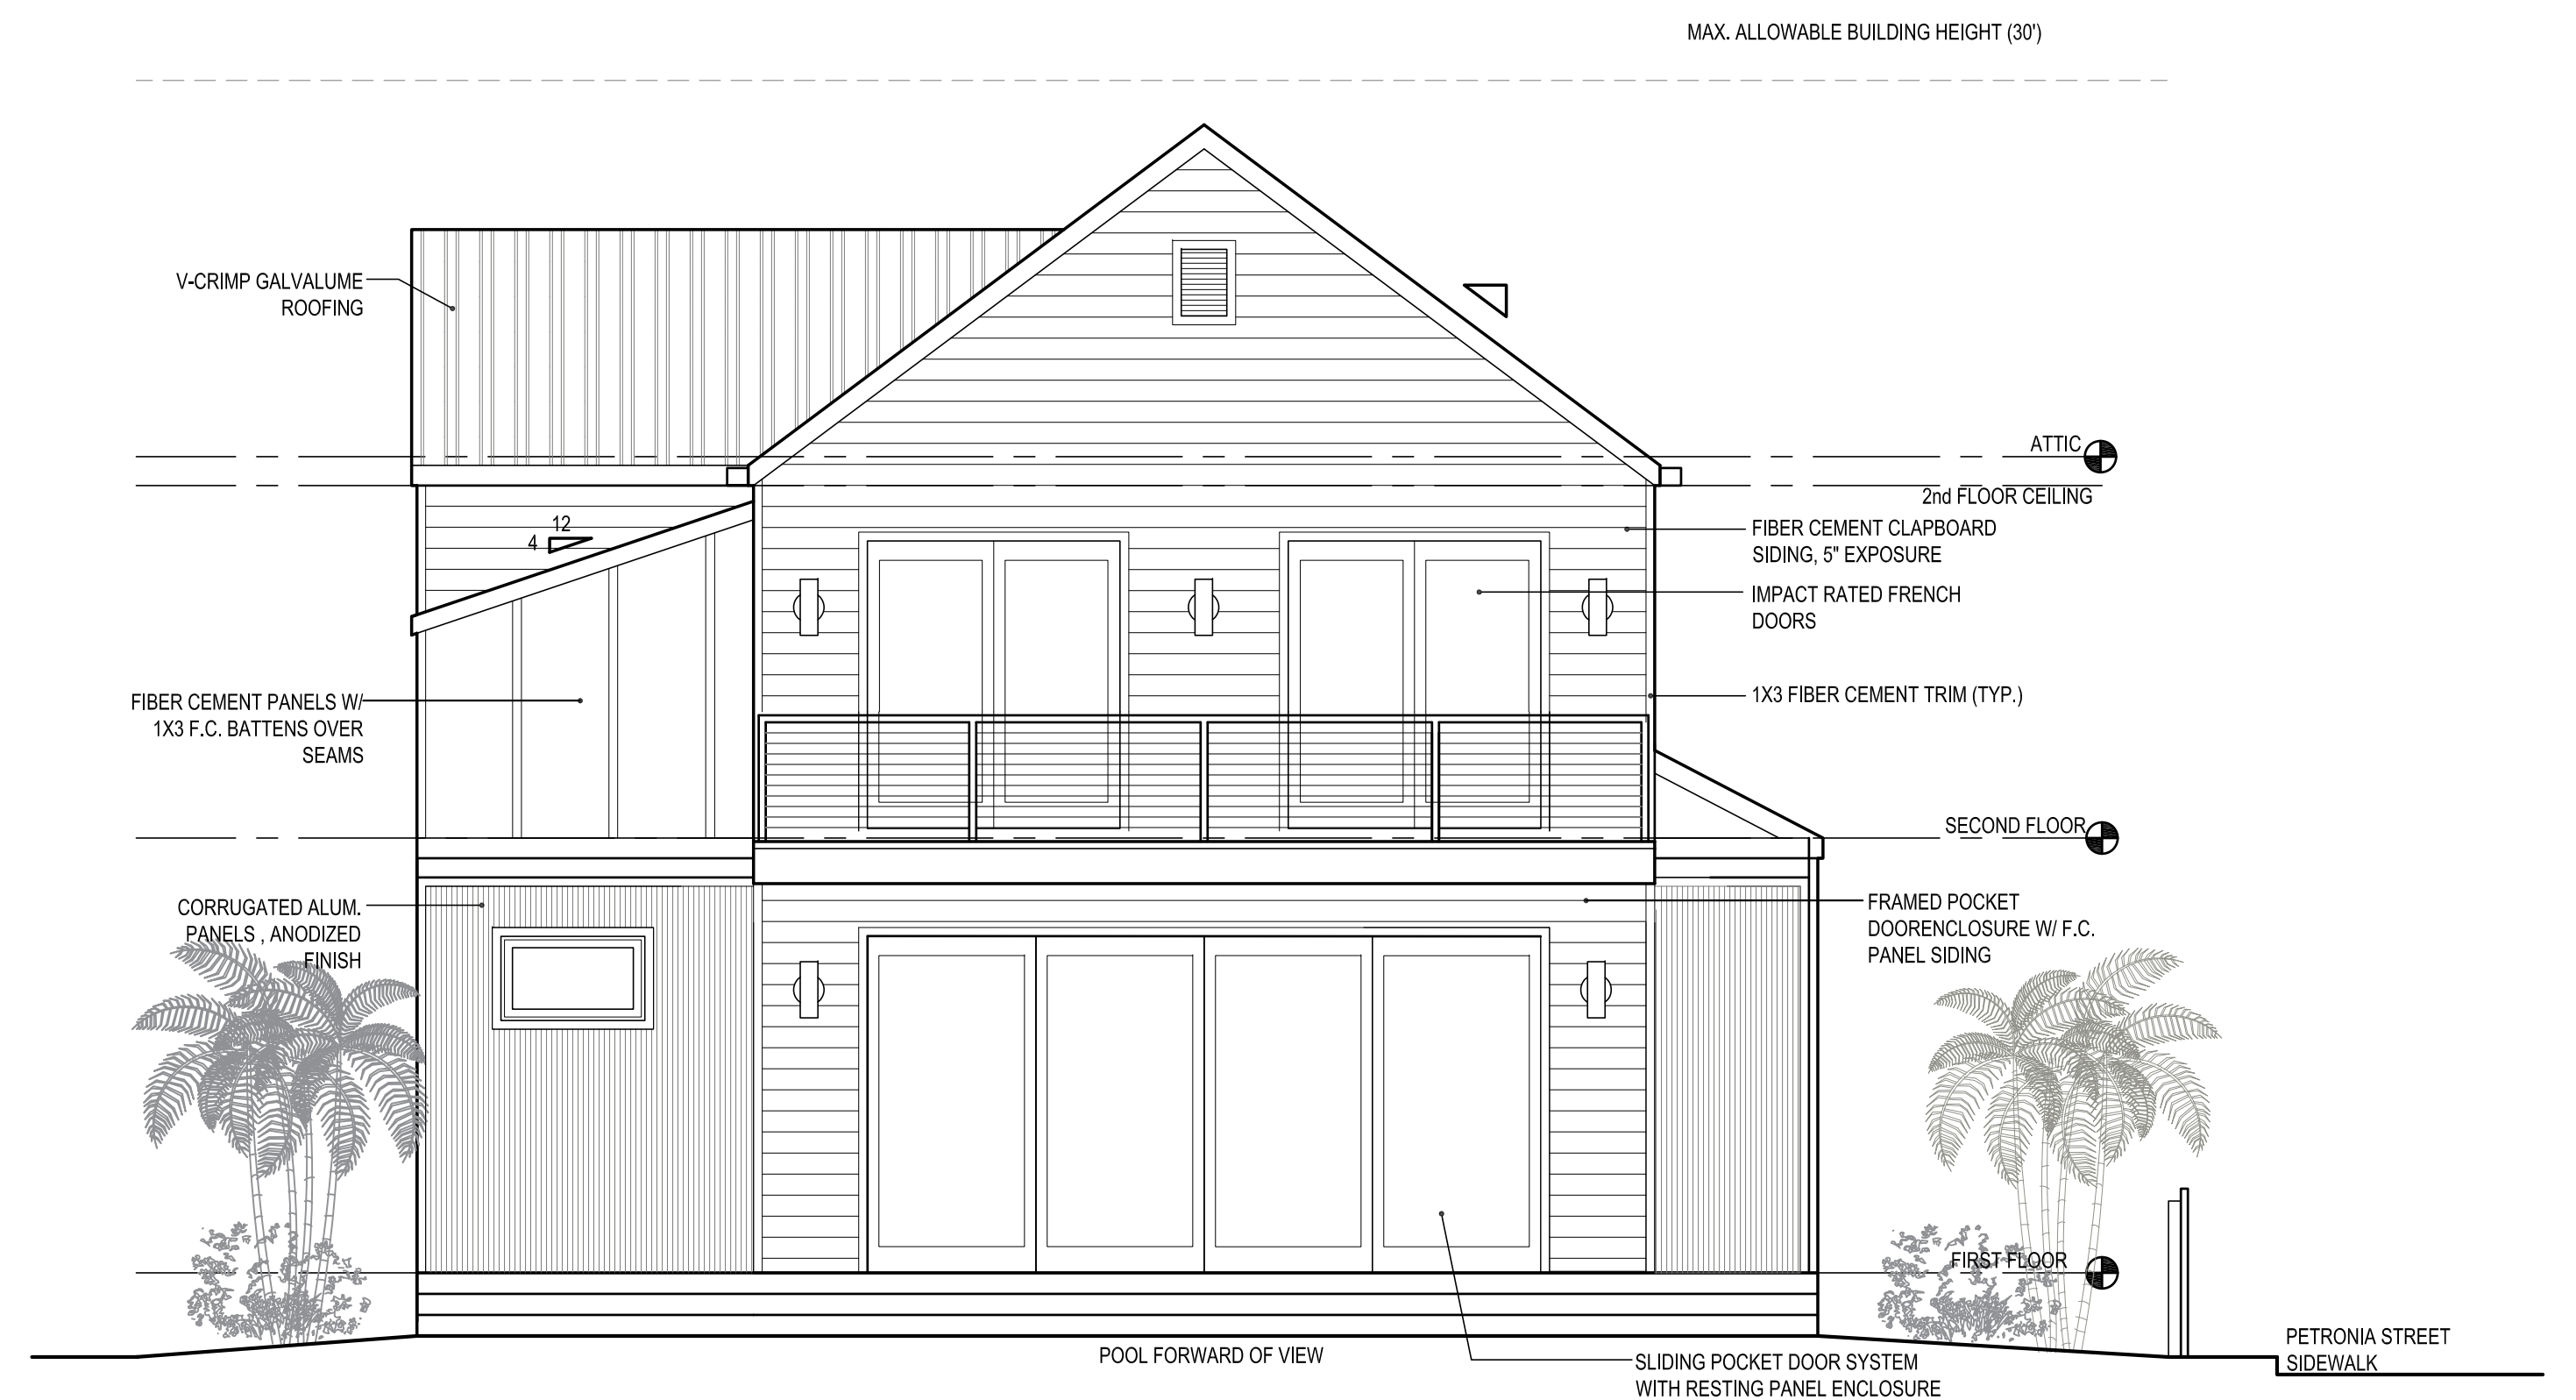 MAX. ALLOWABLE BUILDING HEIGHT (30')
V-CRIMP GALVALUME
ROOFING
ATTIC
2nd FLOOR CEILING
12
4
FIBER CEMENT CLAPBOARD
SIDING, 5" EXPOSURE
IMPACT RATED FRENCH
DOORS
1X3 FIBER CEMENT TRIM (TYP.)
FIBER CEMENT PANELS W/
1X3 F.C. BATTENS OVER
SEAMS
SECOND FLOOR
CORRUGATED ALUM.
PANELS , ANODIZED
FINISH
FRAMED POCKET
DOORENCLOSURE W/ F.C.
PANEL SIDING
FIRST FLOOR
POOL FORWARD OF VIEW
SLIDING POCKET DOOR SYSTEM
WITH RESTING PANEL ENCLOSURE
PETRONIA STREET
SIDEWALK